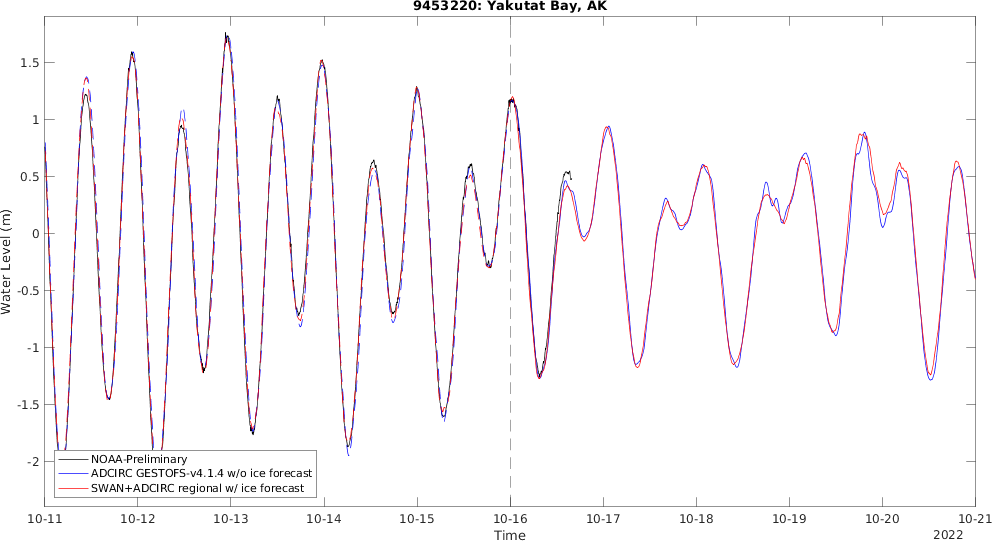 9453220: Yakutat Bay, AK
Water Level (m)
1.5
1
0.5
0
-0.5
-1
-1.5
-2
NOAA-Preliminary
ADCIRC GESTOFS-v4.1.4 w/o ice forecast
SWAN+ADCIRC regional w/ ice forecast
10-11 10-12 10-13 10-14 10-15 10-16 10-17 10-18 10-19 10-20 10-21
Time
2022